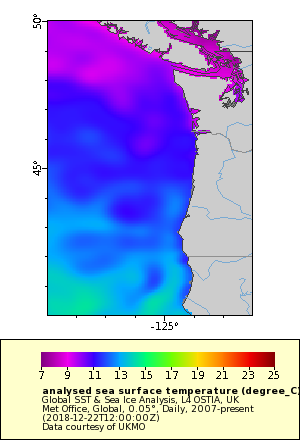 50°
45°
-125°
7 9 11 13 15 17 19 21 23 25
analysed sea surface temperature (degree_C)
Global SST & Sea Ice Analysis, L4 OSTIA, UK
Met Office, Global, 0.05°, Daily, 2007-present
(2018-12-22T12:00:00Z)
Data courtesy of UKMO